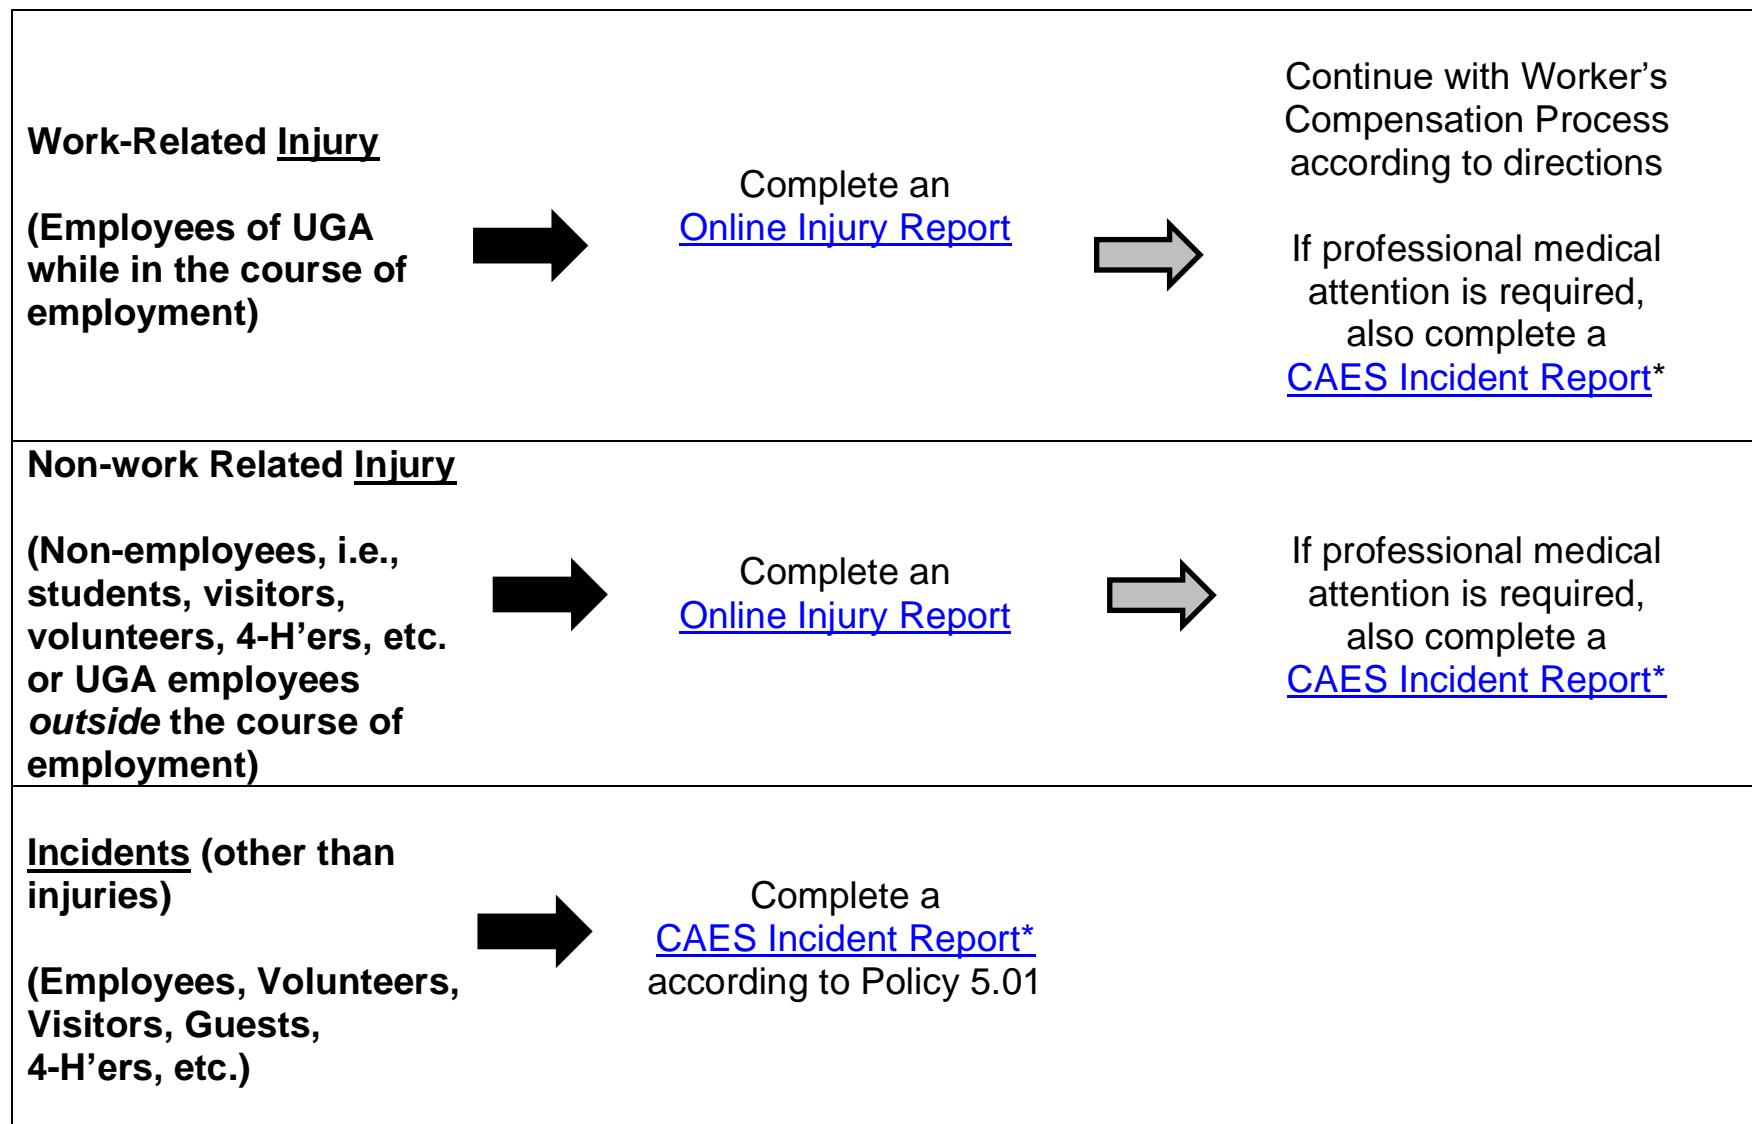 Work-Related Injury
(Employees of UGA
while in the course of
employment)
Complete an
Online Injury Report
Continue with Worker’s
Compensation Process
according to directions
If professional medical
attention is required,
also complete a
CAES Incident Report*
Non-work Related Injury
(Non-employees, i.e.,
students, visitors,
volunteers, 4-H’ers, etc.
or UGA employees
outside the course of
employment)
Complete an
Online Injury Report
If professional medical
attention is required,
also complete a
CAES Incident Report*
Incidents (other than
injuries)
(Employees, Volunteers,
Visitors, Guests,
4-H’ers, etc.)
Complete a
CAES Incident Report*
according to Policy 5.01